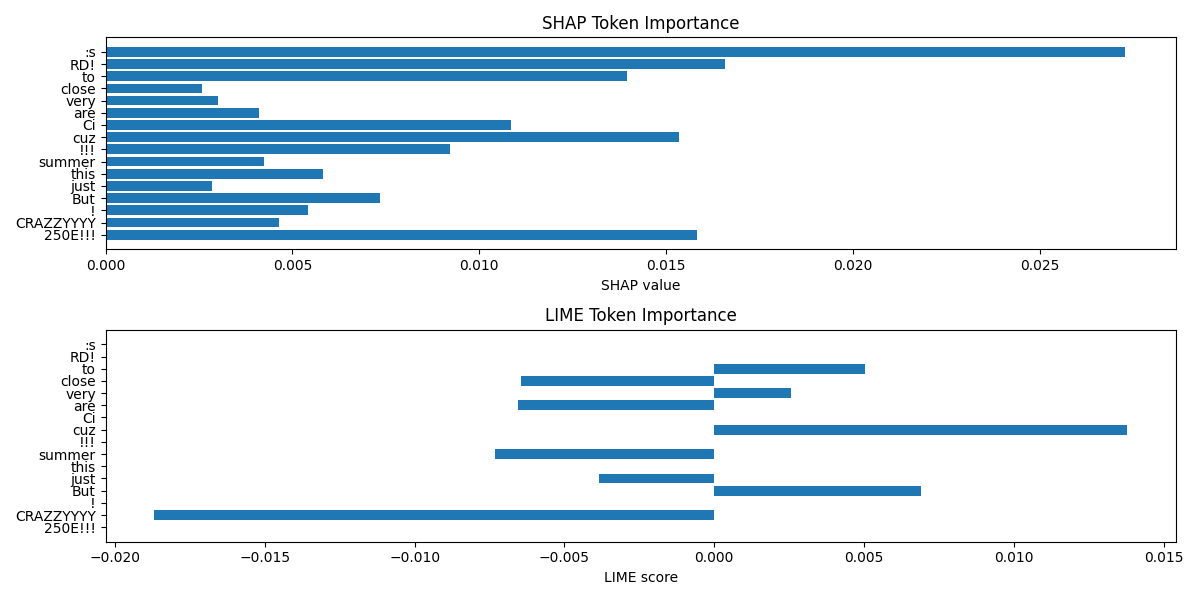 SHAP Token Importance
:s
RD!
to
close
very
are
Ci
cuz
!!!
summer
this
just
But
!
CRAZZYYYY
250E!!!
0.000 0.005 0.010 0.015 0.020 0.025
SHAP value
LIME Token Importance
:s
RD!
to
close
very
are
Ci
cuz
!!!
summer
this
just
But
!
CRAZZYYYY
250E!!!
−0.020 −0.015 −0.010 −0.005 0.000 0.005 0.010 0.015
LIME score